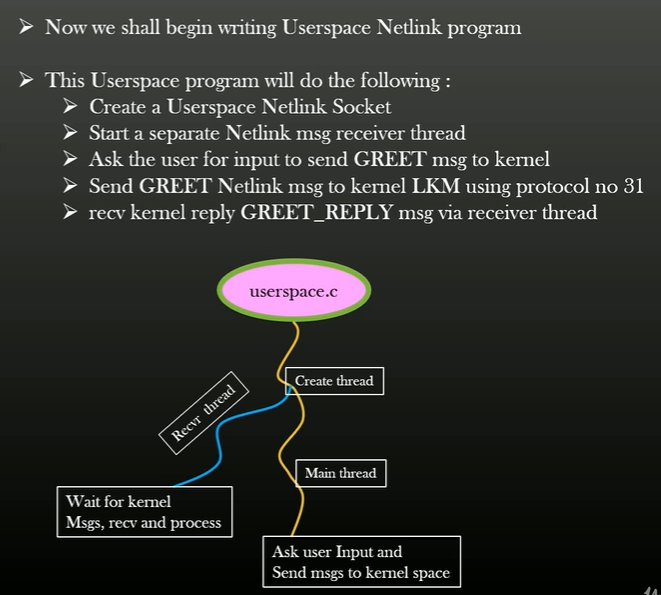 Now we shall begin writing Userspace Netlink program
This Userspace program will do the following :
Create a Userspace Netlink Socket
Start a separate Netlink msg receiver thread
Ask the user for input to send GREET msg to kernel
Send GREET Netlink msg to kernel LKM using protocol no 31
recv kernel reply GREET_REPLY msg via receiver thread
userspace.c
Create thread
Recvr thread
Main thread
Wait for kernel
Msgs, recv and process
Ask user Input and
Send msgs to kernel space